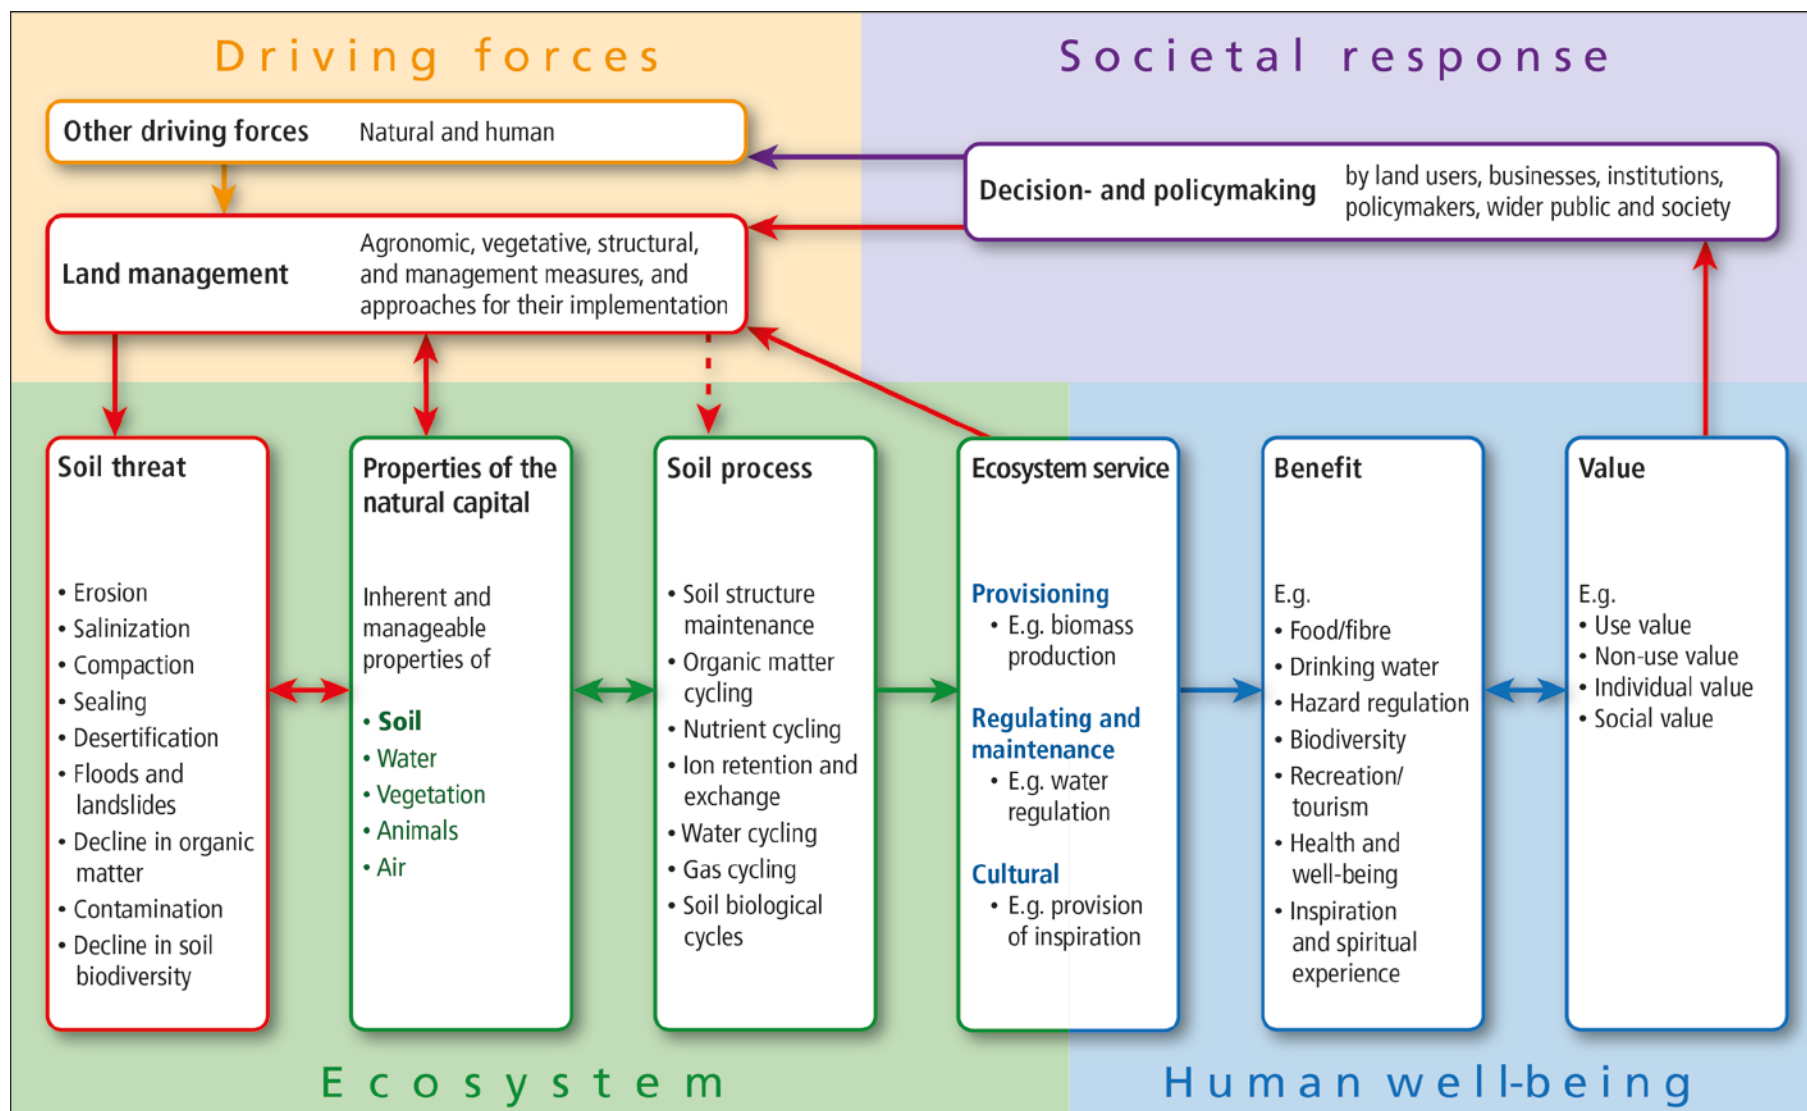 Driving forces
Societal response
Other driving forces
Natural and human
Land management
Agronomic, vegetative, structural,
and management measures, and
approaches for their implementation
Decision- and policymaking
by land users, businesses, institutions,
policymakers, wider public and society
Soil threat
• Erosion
• Salinization
• Compaction
• Sealing
• Desertification
• Floods and
landslides
• Decline in organic
matter
• Contamination
• Decline in soil
biodiversity
Properties of the
natural capital
Inherent and
manageable
properties of
• Soil
• Water
• Vegetation
• Animals
• Air
Soil process
• Soil structure
maintenance
• Organic matter
cycling
• Nutrient cycling
• Ion retention and
exchange
• Water cycling
• Gas cycling
• Soil biological
cycles
Ecosystem service
Provisioning
• E.g. biomass
production
Regulating and
maintenance
• E.g. water
regulation
Cultural
• E.g. provision
of inspiration
Benefit
E.g.
• Food/fibre
• Drinking water
• Hazard regulation
• Biodiversity
• Recreation/
tourism
• Health and
well-being
• Inspiration
and spiritual
experience
Value
E.g.
• Use value
• Non-use value
• Individual value
• Social value
Ecosystem
Human well-being